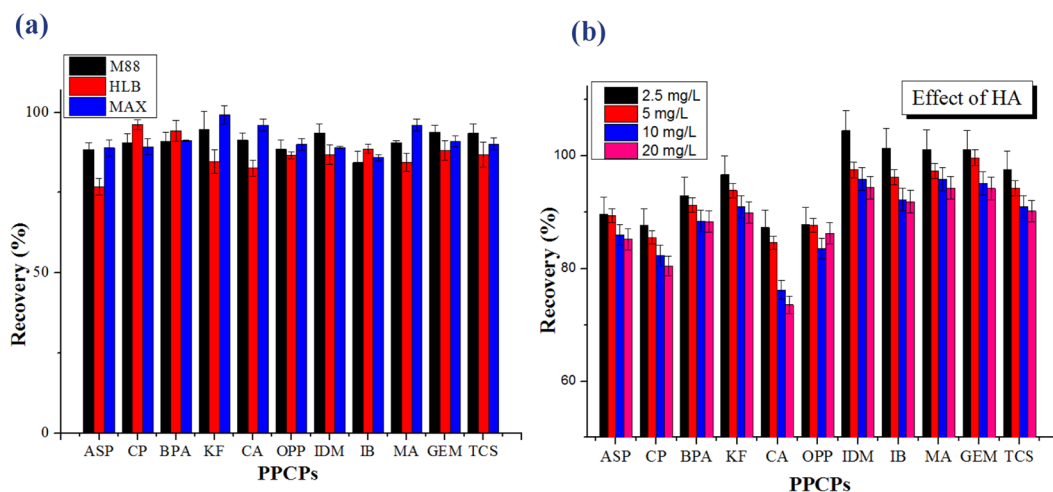 (a)
M88
HLB
MAX
100
50
0
Recovery (%)
ASP CP BPA KF CA OPP IDM IB MA GEM TCS
PPCPs
(b)
2.5 mg/L
5 mg/L
10 mg/L
20 mg/L
Effect of HA
100
80
60
Recovery (%)
ASP CP BPA KF CA OPP IDM IB MA GEM TCS
PPCPs